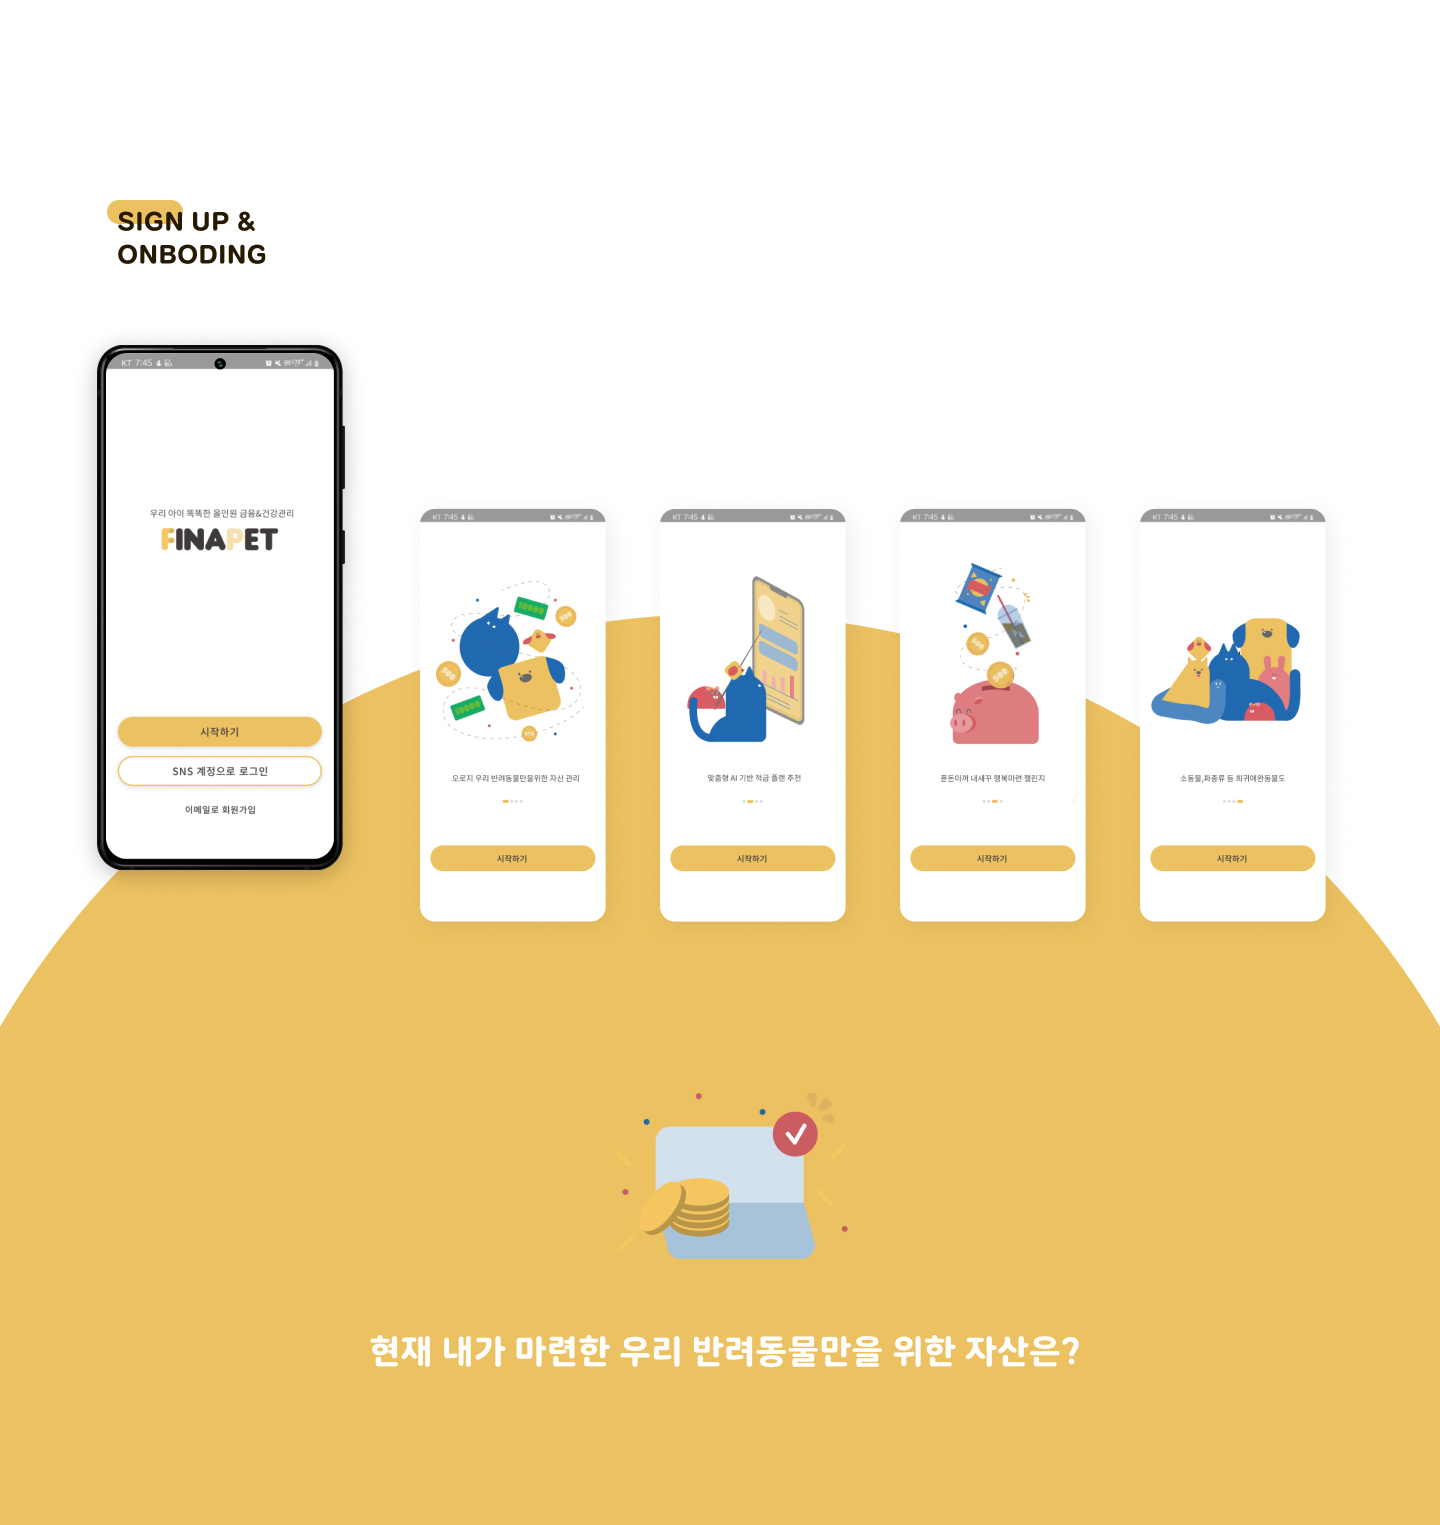 SIGN UP &
ONBODING
KT 7:45
우리 아이 똑똑한 올인원 금융&건강관리
FINAPET
시작하기
SNS 계정으로 로그인
이메일로 회원가입
KT 7:45
10000
500
500
10000
오로지 우리 반려동물만을위한 자산 관리
시작하기
KT 7:45
맞춤형 AI 기반 적금 플랜 추천
시작하기
KT 7:45
500
500
푼돈아껴 내새꾸 행복마련 챌린지
시작하기
KT 7:45
소동물,파충류 등 희귀애완동물도
시작하기
현재 내가 마련한 우리 반려동물만을 위한 자산은?